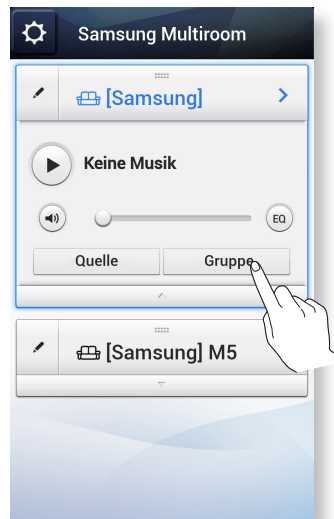 Samsung Multiroom
[Samsung]
Keine Musik
EQ
Quelle Gruppe
[Samsung] M5